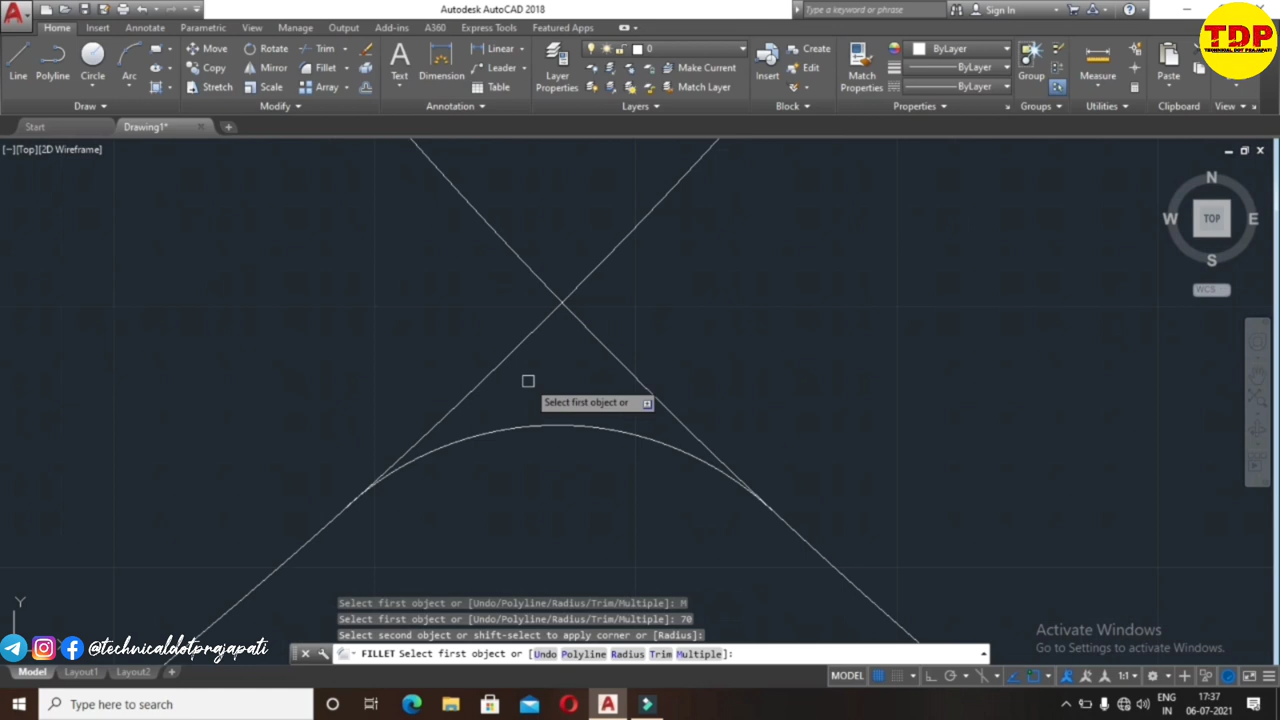 Autodesk AutoCAD 2018
Type a keyword or phrase
Sign In
TDP
TECHNICAL DOT PRAJAPATI
Home Insert Annotate Parametric View Manage Output Add-ins A360 Express Tools Featured Apps
Line Polyline Circle Arc
Move Rotate Trim
Copy Mirror Fillet
Stretch Scale Array
Text Dimension
Linear
Leader
Table
Layer Properties
0
Make Current
Match Layer
Insert
Create
Edit
Match Properties
ByLayer
ByLayer
ByLayer
Group
Measure
Paste
Draw Modify Annotation Layers Block Properties Groups Utilities Clipboard View
Start Drawing1*
[−][Top][2D Wireframe]
N
W TOP E
S
WCS
Select first object or
Y
Select first object or [Undo/Polyline/Radius/Trim/Multiple]: M
Select first object or [Undo/Polyline/Radius/Trim/Multiple]: 70
Select second object or shift-select to apply corner or [Radius]:
FILLET Select first object or [Undo Polyline Radius Trim Multiple]:
@technicaldotprajapati
Activate Windows
Go to Settings to activate Windows.
Model Layout1 Layout2
MODEL
1:1
Type here to search
ENG
IN
17:37
06-07-2021